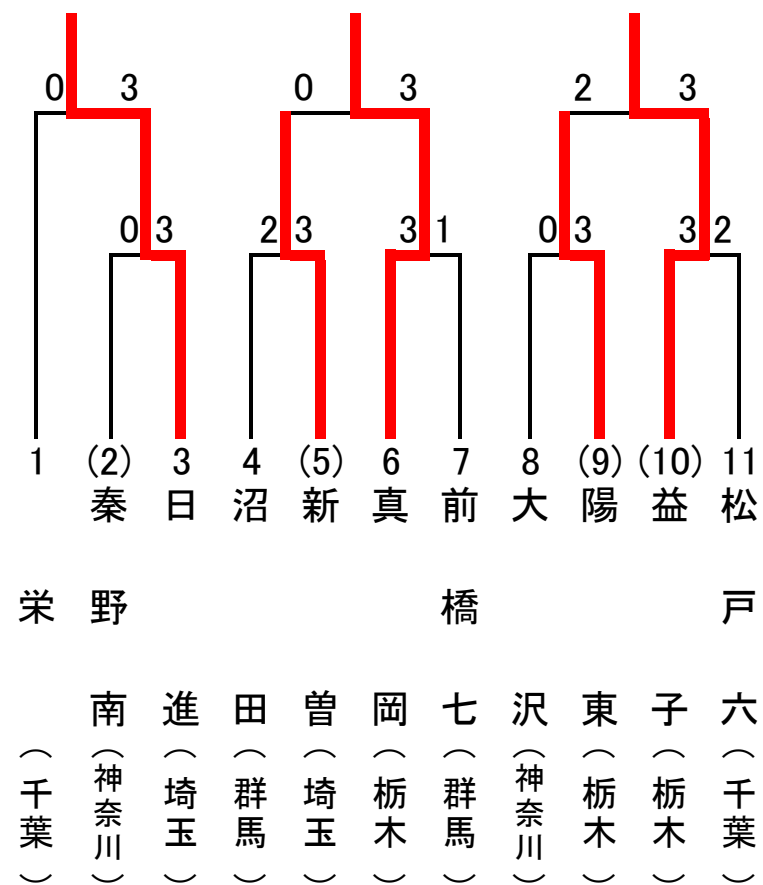 0 3 0 3 2 3
0 3 2 3 3 1 0 3 3 2
1 (2) 3 4 (5) 6 7 8 (9) (10) 11
栄(千葉)
秦野南(神奈川)
日進(埼玉)
沼田(群馬)
新曽(埼玉)
真岡(栃木)
前橋七(群馬)
大沢(神奈川)
陽東(栃木)
益子(栃木)
松戸六(千葉)